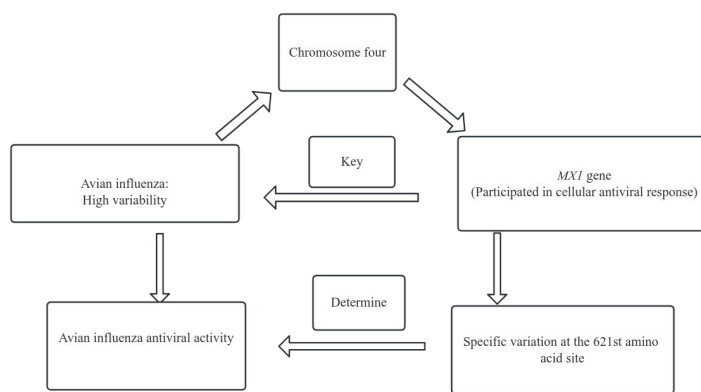 Chromosome four
Key
Avian influenza:
High variability
MX1 gene
(Participated in cellular antiviral response)
Determine
Avian influenza antiviral activity
Specific variation at the 621st amino
acid site